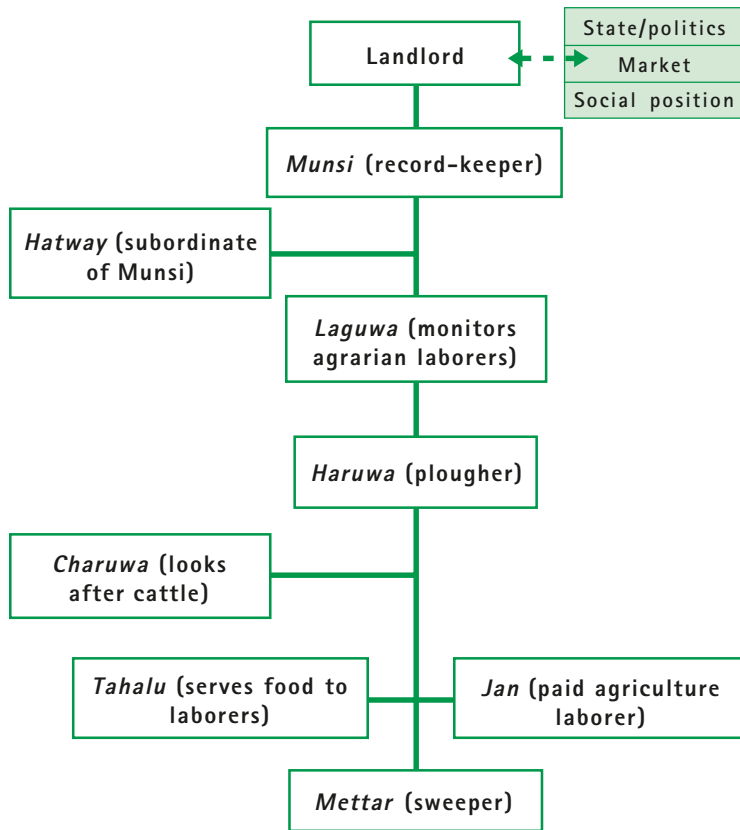 State/politics
Landlord
Market
Social position
Munsi (record-keeper)
Hatway (subordinate
of Munsi)
Laguwa (monitors
agrarian laborers)
Haruwa (plougher)
Charuwa (looks
after cattle)
Tahalu (serves food to
laborers)
Jan (paid agriculture
laborer)
Mettar (sweeper)